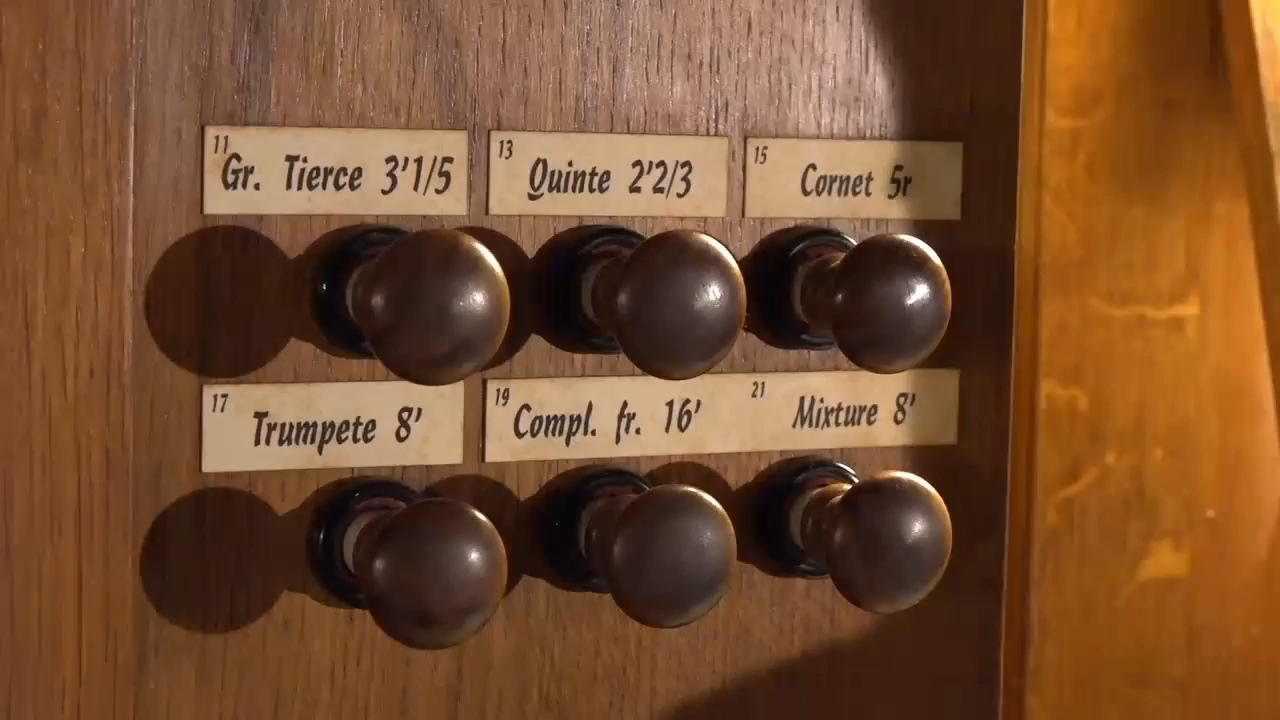 11 Gr. Tierce 3'1/5
13 Quinte 2'2/3
15 Cornet 5r
17 Trumpete 8'
19 Compl. fr. 16'
21 Mixture 8'